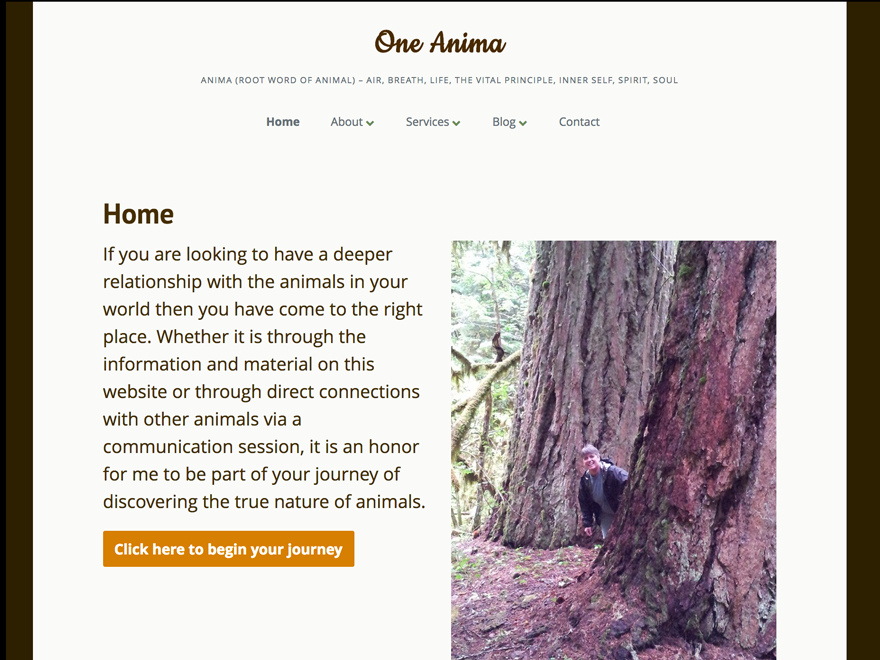 One Anima
ANIMA (ROOT WORD OF ANIMAL) – AIR, BREATH, LIFE, THE VITAL PRINCIPLE, INNER SELF, SPIRIT, SOUL
Home About Services Blog Contact
Home
If you are looking to have a deeper
relationship with the animals in your
world then you have come to the right
place. Whether it is through the
information and material on this
website or through direct connections
with other animals via a
communication session, it is an honor
for me to be part of your journey of
discovering the true nature of animals.
Click here to begin your journey